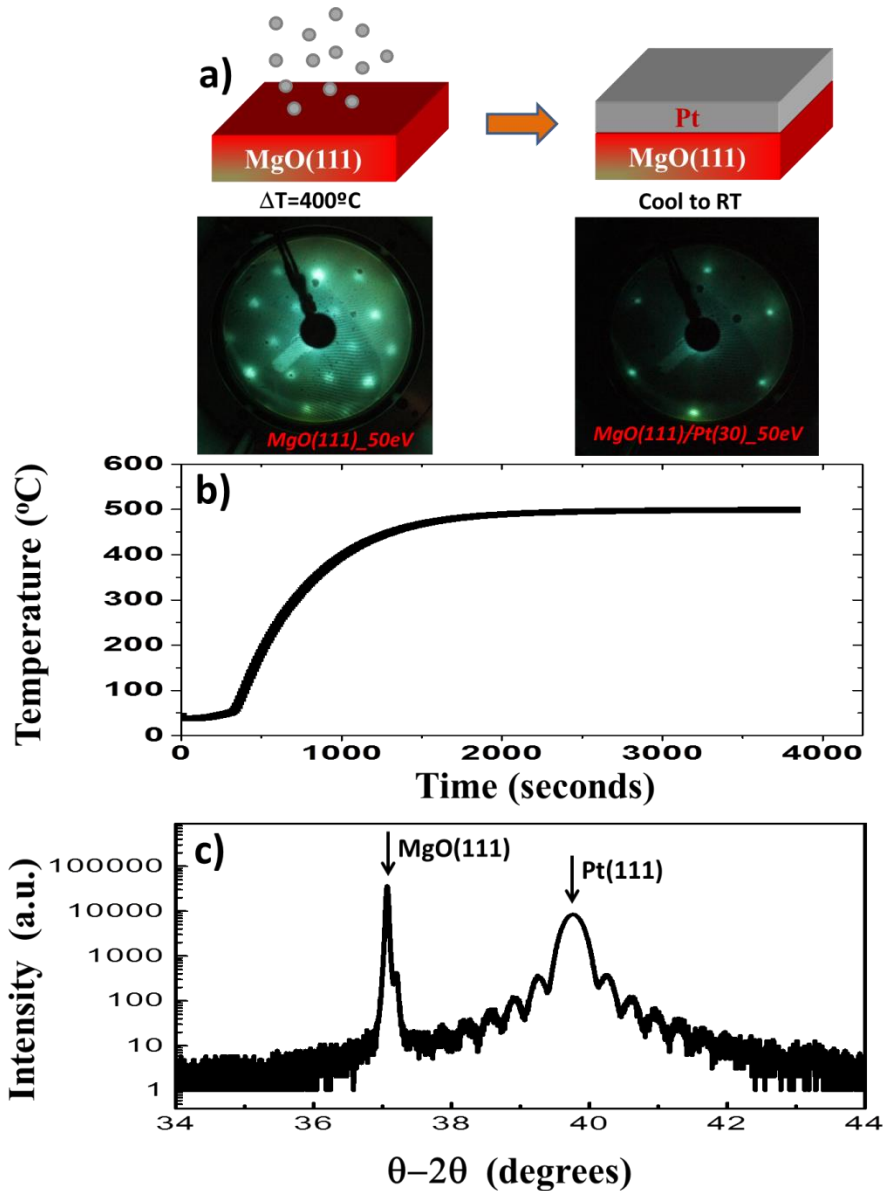 a)
Pt
MgO(111)
MgO(111)
ΔT=400ºC
Cool to RT
MgO(111)_50eV
MgO(111)/Pt(30)_50eV
b)
Temperature (ºC)
600
500
400
300
200
100
0
0 1000 2000 3000 4000
Time (seconds)
c)
MgO(111)
Pt(111)
Intensity (a.u.)
100000
10000
1000
100
10
1
34 36 38 40 42 44
θ–2θ (degrees)